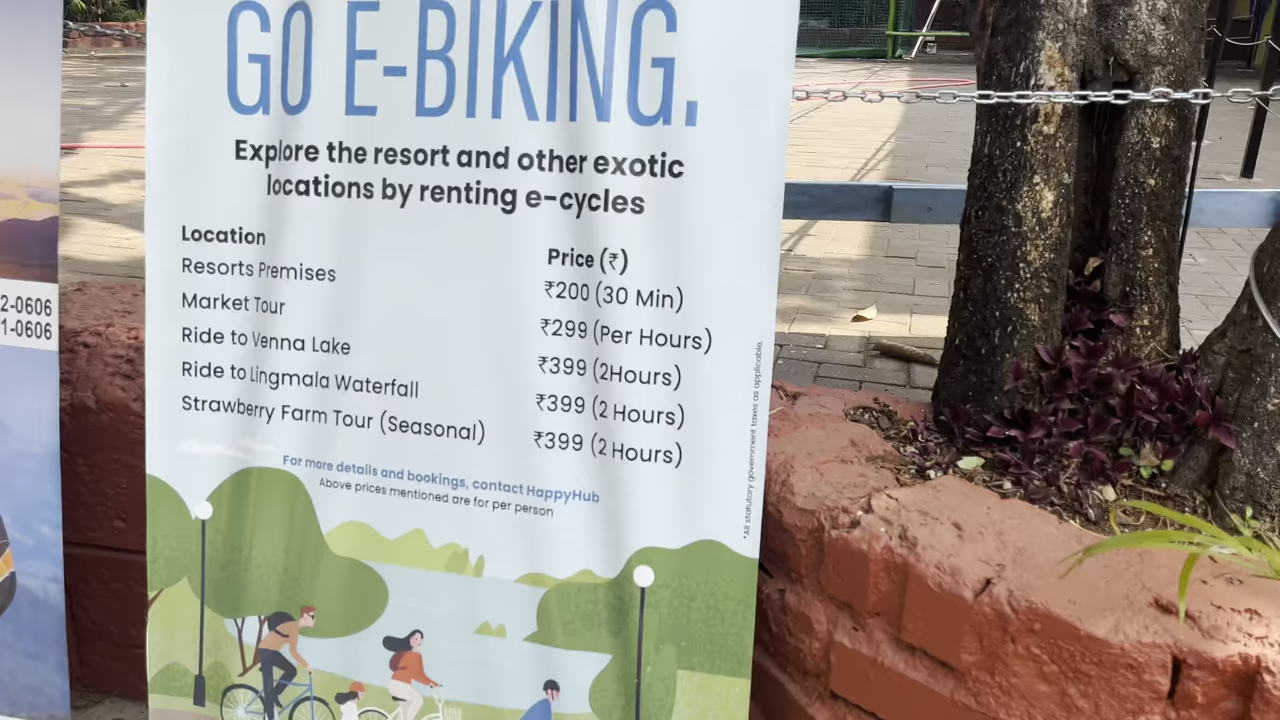 GO E-BIKING.
Explore the resort and other exotic
locations by renting e-cycles
Location Price (₹)
Resorts Premises ₹200 (30 Min)
Market Tour ₹299 (Per Hours)
Ride to Venna Lake ₹399 (2Hours)
Ride to Lingmala Waterfall ₹399 (2 Hours)
Strawberry Farm Tour (Seasonal) ₹399 (2 Hours)
For more details and bookings, contact HappyHub
Above prices mentioned are for per person
*All statutory government taxes as applicable.
2-0606
1-0606